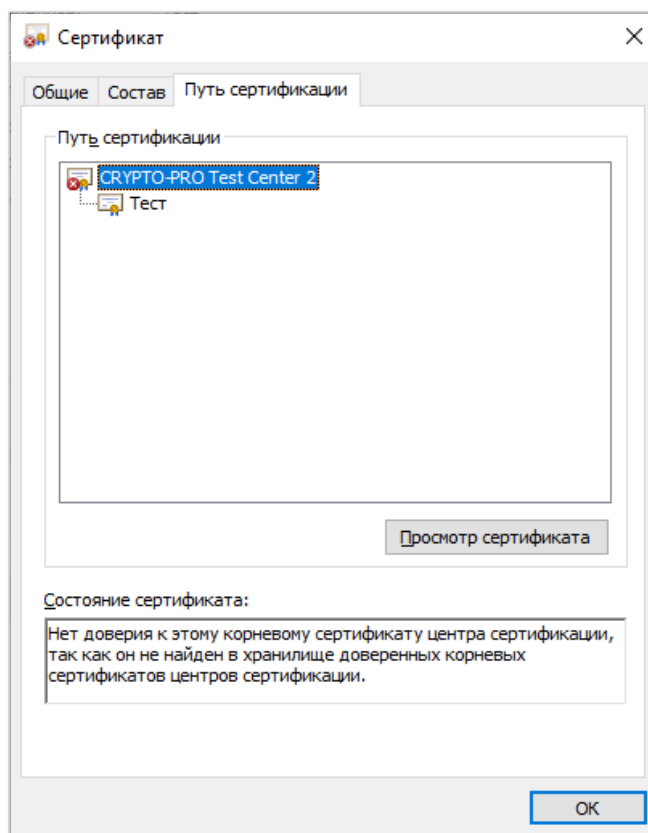 Сертификат
Общие Состав Путь сертификации
Путь сертификации
CRYPTO-PRO Test Center 2
Тест
Просмотр сертификата
Состояние сертификата:
Нет доверия к этому корневому сертификату центра сертификации,
так как он не найден в хранилище доверенных корневых
сертификатов центров сертификации.
ОК